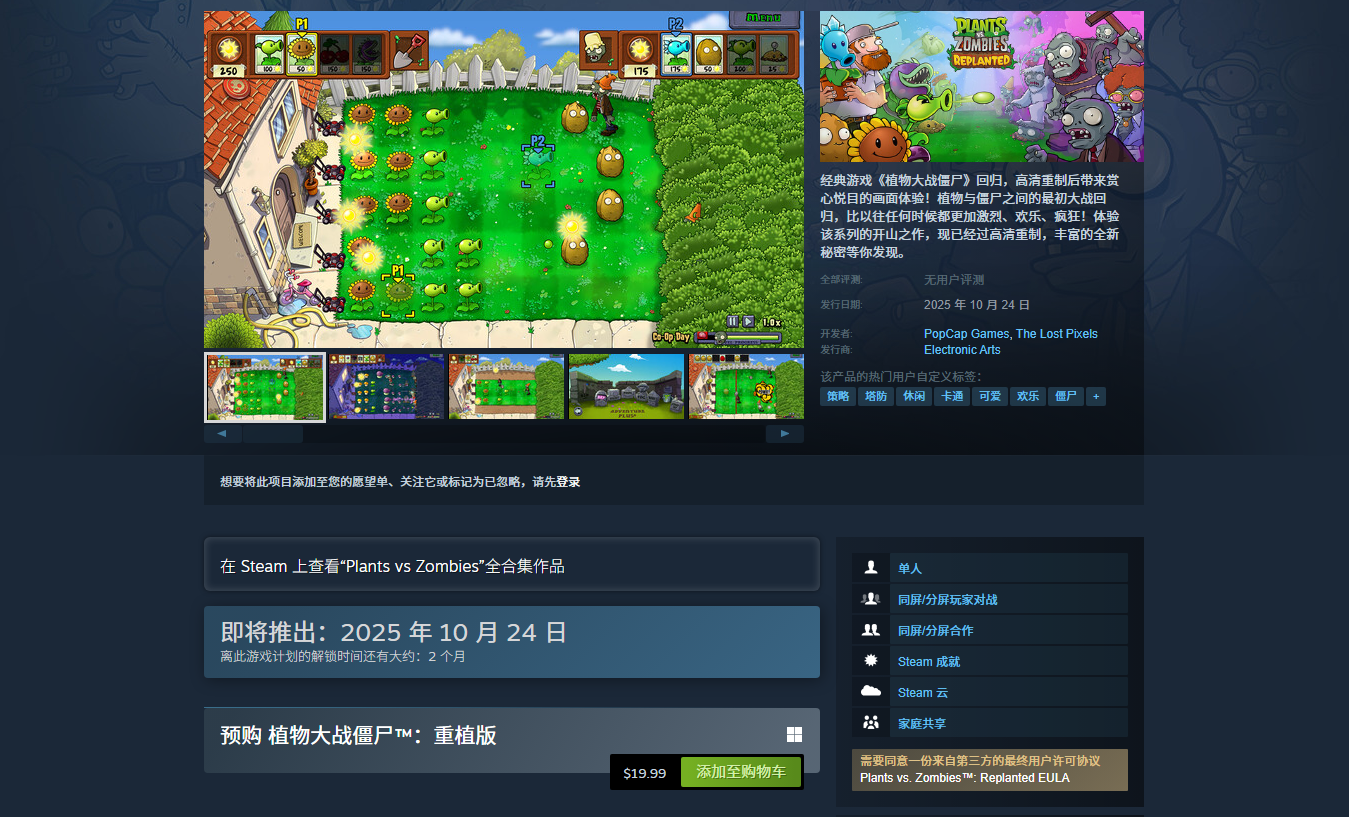 P1
P2
Menu
250
100
50
150
150
175
175
50
200
25
P2
P1
1.0x
Co-Op Day
PLANTS
VS
ZOMBIES
REPLANTED
ADVENTURE
PLUS
经典游戏《植物大战僵尸》回归，高清重制后带来赏
心悦目的画面体验！植物与僵尸之间的最初大战回
归，比以往任何时候都更加激烈、欢乐、疯狂！体验
该系列的开山之作，现已经过高清重制，丰富的全新
秘密等你发现。
全部评测: 无用户评测
发行日期: 2025 年 10 月 24 日
开发者: PopCap Games, The Lost Pixels
发行商: Electronic Arts
该产品的热门用户自定义标签：
策略 塔防 休闲 卡通 可爱 欢乐 僵尸 +
想要将此项目添加至您的愿望单、关注它或标记为已忽略，请先登录
在 Steam 上查看“Plants vs Zombies”全合集作品
即将推出：2025 年 10 月 24 日
离此游戏计划的解锁时间还有大约：2 个月
预购 植物大战僵尸™：重植版
$19.99 添加至购物车
单人
同屏/分屏玩家对战
同屏/分屏合作
Steam 成就
Steam 云
家庭共享
需要同意一份来自第三方的最终用户许可协议
Plants vs. Zombies™: Replanted EULA